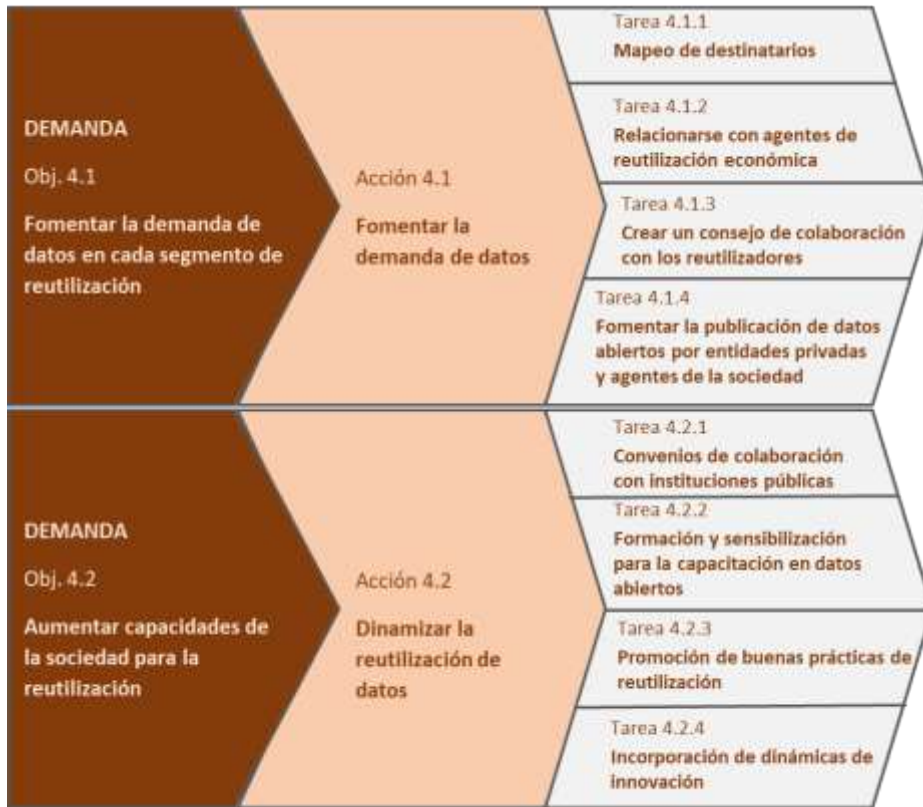 DEMANDA
Obj. 4.1
Fomentar la demanda de
datos en cada segmento de
reutilización
Acción 4.1
Fomentar la
demanda de datos
Tarea 4.1.1
Mapeo de destinatarios
Tarea 4.1.2
Relacionarse con agentes de
reutilización económica
Tarea 4.1.3
Crear un consejo de colaboración
con los reutilizadores
Tarea 4.1.4
Fomentar la publicación de datos
abiertos por entidades privadas
y agentes de la sociedad
DEMANDA
Obj. 4.2
Aumentar capacidades de
la sociedad para la
reutilización
Acción 4.2
Dinamizar la
reutilización de
datos
Tarea 4.2.1
Convenios de colaboración
con instituciones públicas
Tarea 4.2.2
Formación y sensibilización
para la capacitación en datos
abiertos
Tarea 4.2.3
Promoción de buenas prácticas de
reutilización
Tarea 4.2.4
Incorporación de dinámicas de
innovación